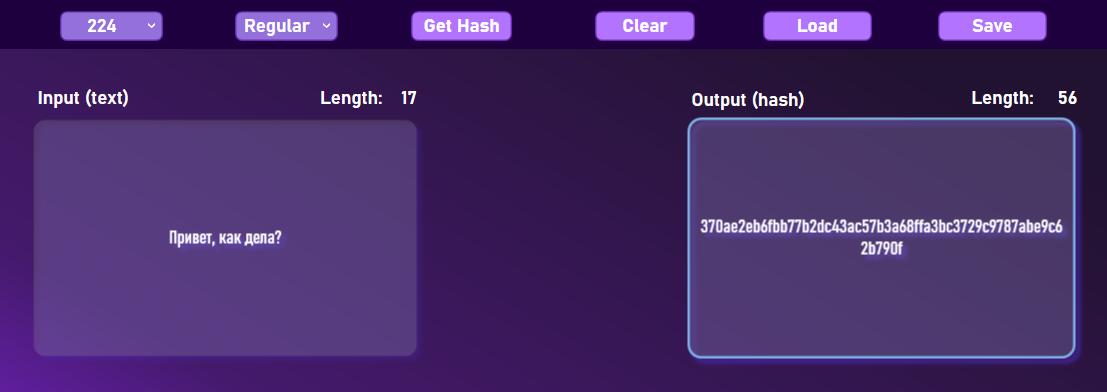 224 Regular Get Hash Clear Load Save
Input (text) Length: 17
Output (hash) Length: 56
Привет, как дела?
370ae2eb6fbb77b2dc43ac57b3a68ffa3bc3729c9787abe9c6
2b790f